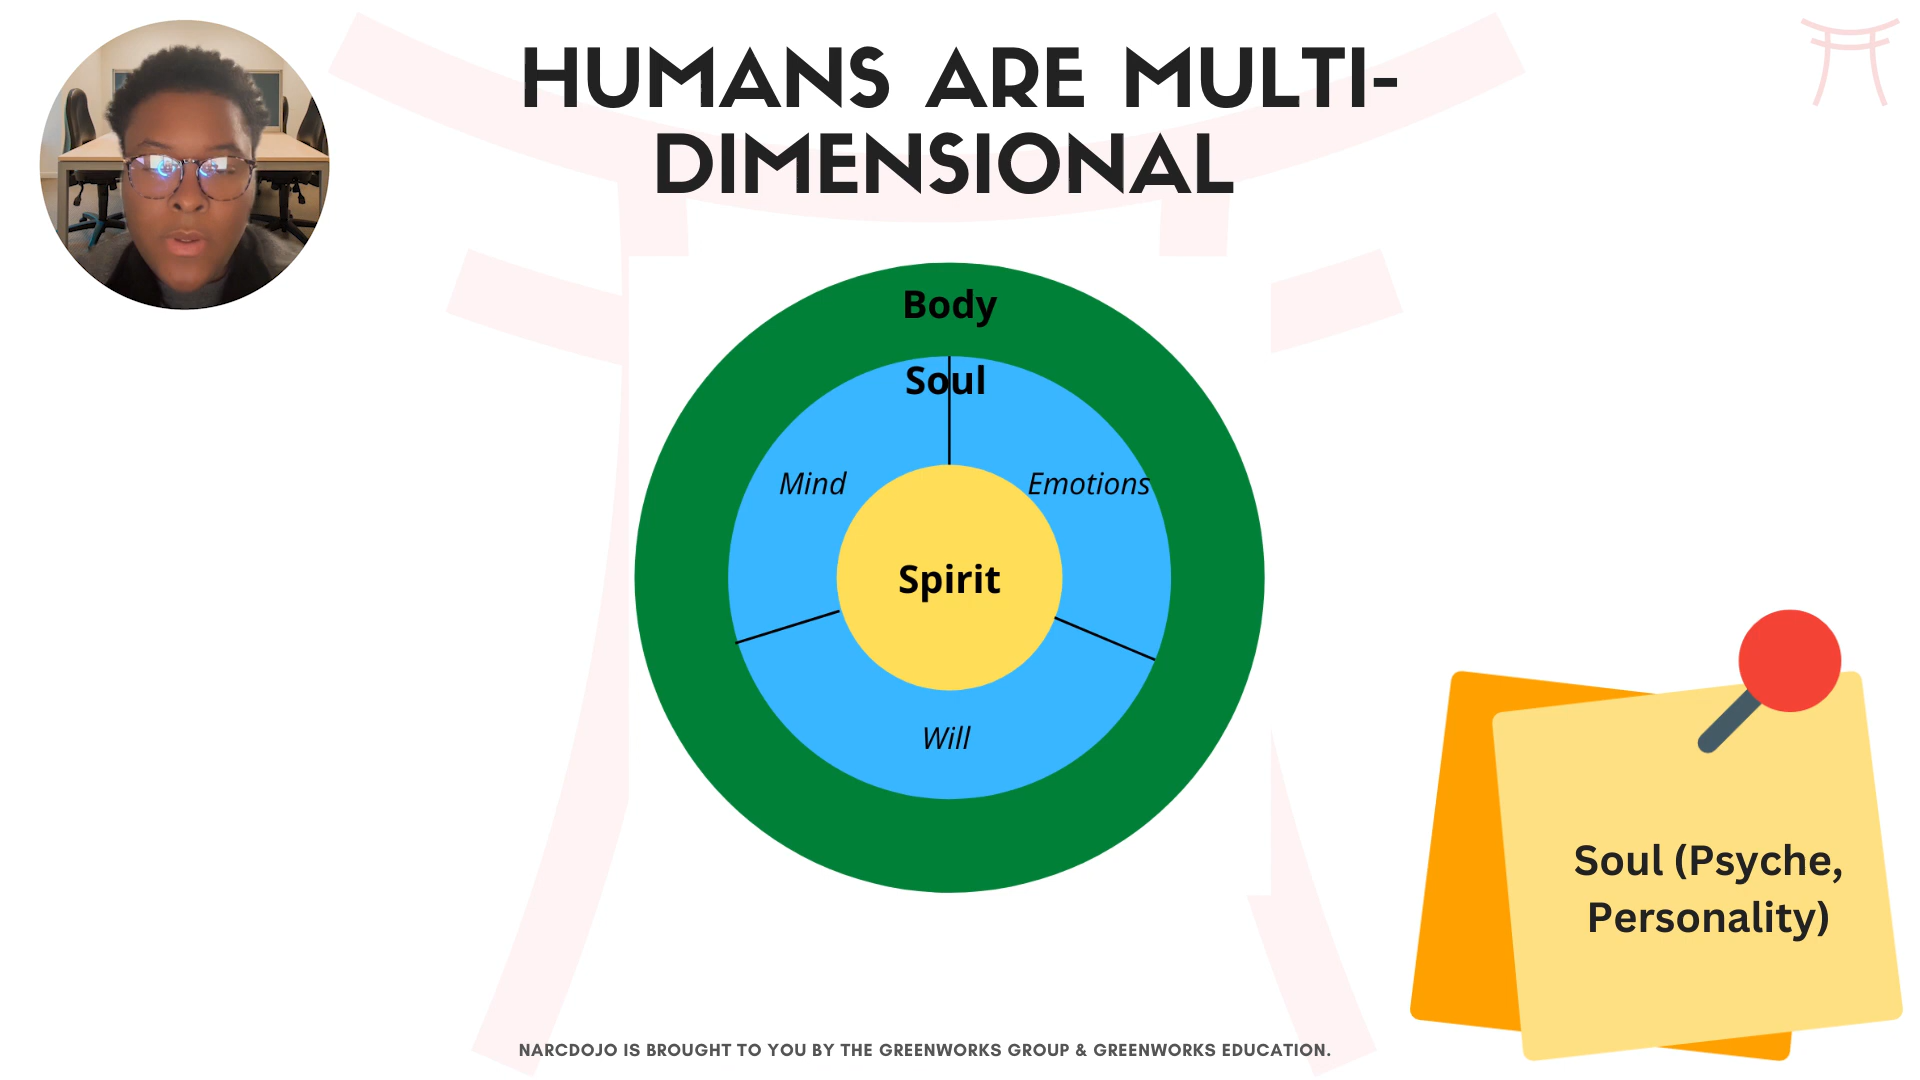 HUMANS ARE MULTI-
DIMENSIONAL
Body
Soul
Mind
Emotions
Spirit
Will
Soul (Psyche,
Personality)
NARCDOJO IS BROUGHT TO YOU BY THE GREENWORKS GROUP & GREENWORKS EDUCATION.